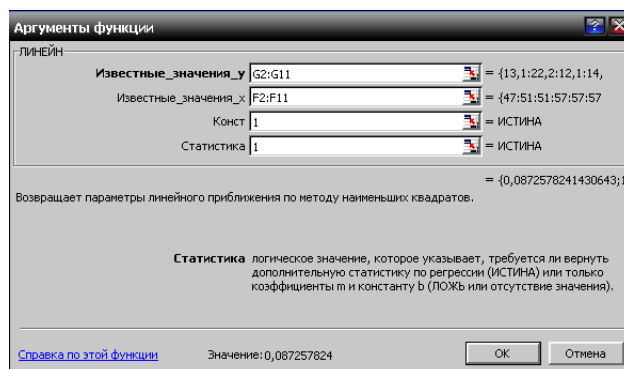 Аргументы функции
ЛИНЕЙН
Известные_значения_y G2:G11 = {13,1:22,2:12,1:14,
Известные_значения_x F2:F11 = {47:51:51:57:57:57
Конст 1 = ИСТИНА
Статистика 1 = ИСТИНА
= {0,0872578241430643;1
Возвращает параметры линейного приближения по методу наименьших квадратов.
Статистика логическое значение, которое указывает, требуется ли вернуть
дополнительную статистику по регрессии (ИСТИНА) или только
коэффициенты m и константу b (ЛОЖЬ или отсутствие значения).
Справка по этой функции Значение:0,087257824 OK Отмена